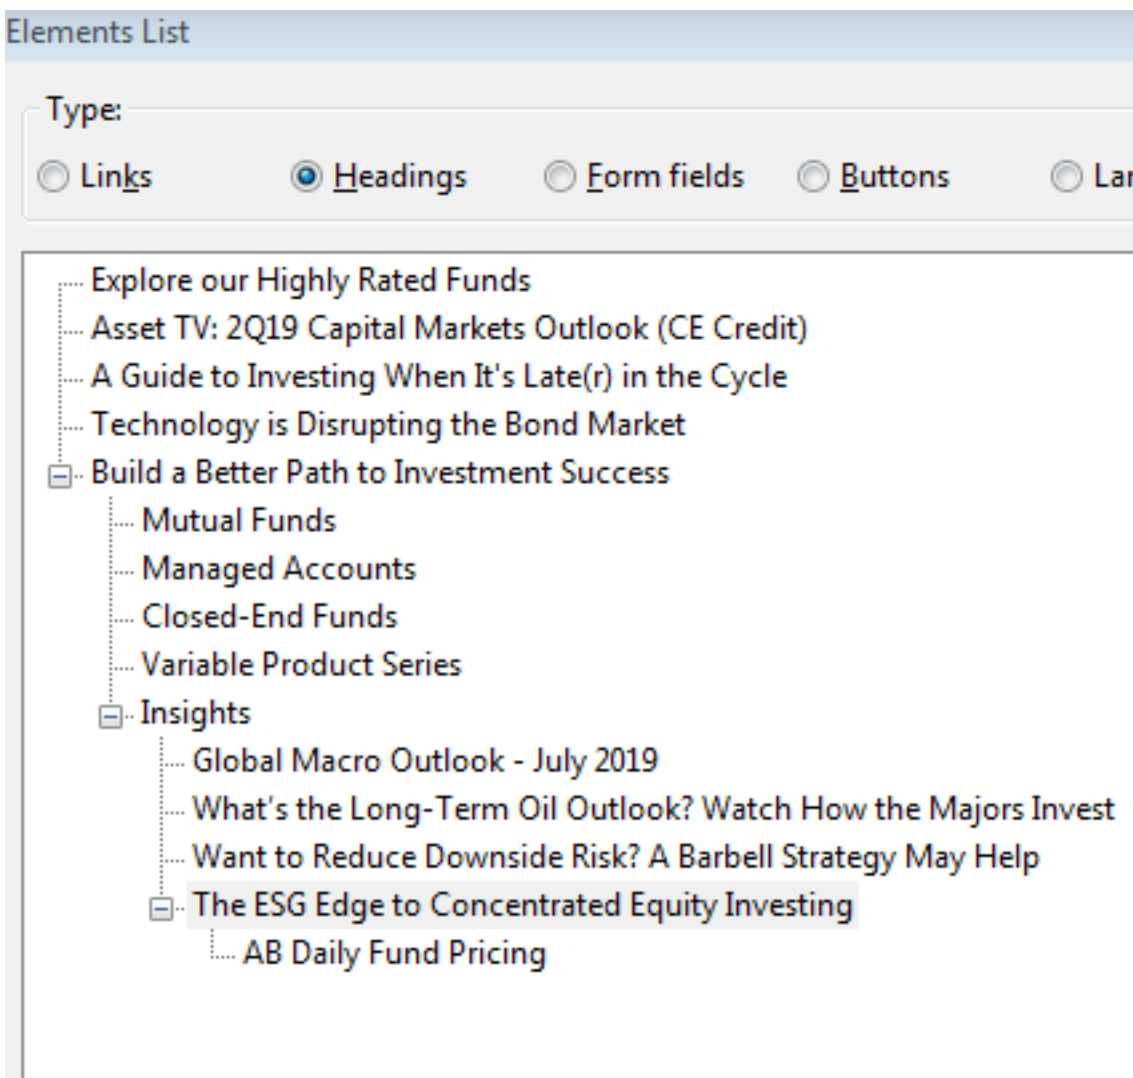 Elements List
Type:
Links Headings Form fields Buttons
Explore our Highly Rated Funds
Asset TV: 2Q19 Capital Markets Outlook (CE Credit)
A Guide to Investing When It's Late(r) in the Cycle
Technology is Disrupting the Bond Market
Build a Better Path to Investment Success
Mutual Funds
Managed Accounts
Closed-End Funds
Variable Product Series
Insights
Global Macro Outlook - July 2019
What's the Long-Term Oil Outlook? Watch How the Majors Invest
Want to Reduce Downside Risk? A Barbell Strategy May Help
The ESG Edge to Concentrated Equity Investing
AB Daily Fund Pricing